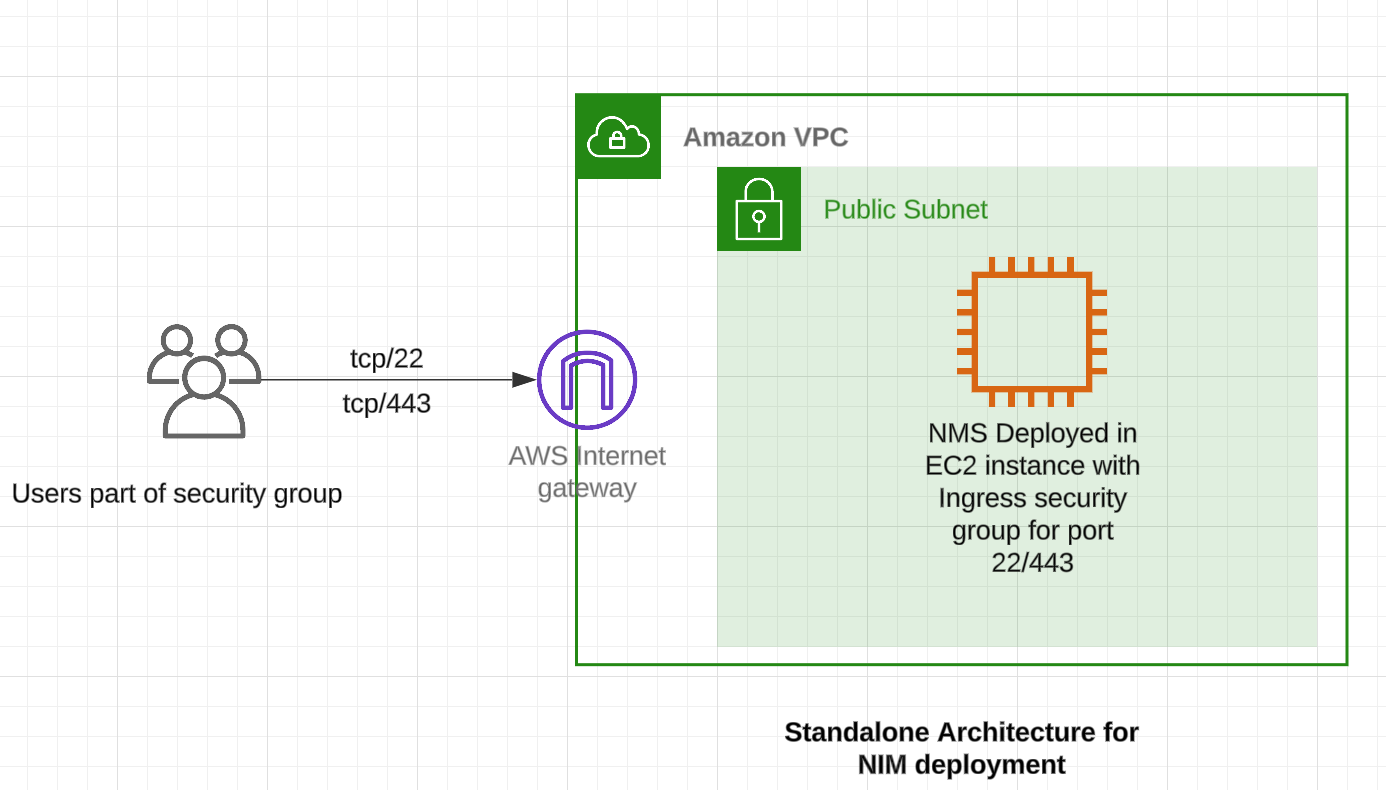 Amazon VPC
Public Subnet
tcp/22
tcp/443
AWS Internet
gateway
Users part of security group
NMS Deployed in
EC2 instance with
Ingress security
group for port
22/443
Standalone Architecture for
NIM deployment